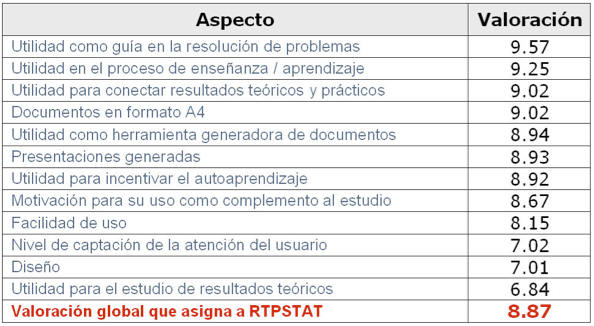 Aspecto Valoración
Utilidad como guía en la resolución de problemas 9.57
Utilidad en el proceso de enseñanza / aprendizaje 9.25
Utilidad para conectar resultados teóricos y prácticos 9.02
Documentos en formato A4 9.02
Utilidad como herramienta generadora de documentos 8.94
Presentaciones generadas 8.93
Utilidad para incentivar el autoaprendizaje 8.92
Motivación para su uso como complemento al estudio 8.67
Facilidad de uso 8.15
Nivel de captación de la atención del usuario 7.02
Diseño 7.01
Utilidad para el estudio de resultados teóricos 6.84
Valoración global que asigna a RTPSTAT 8.87